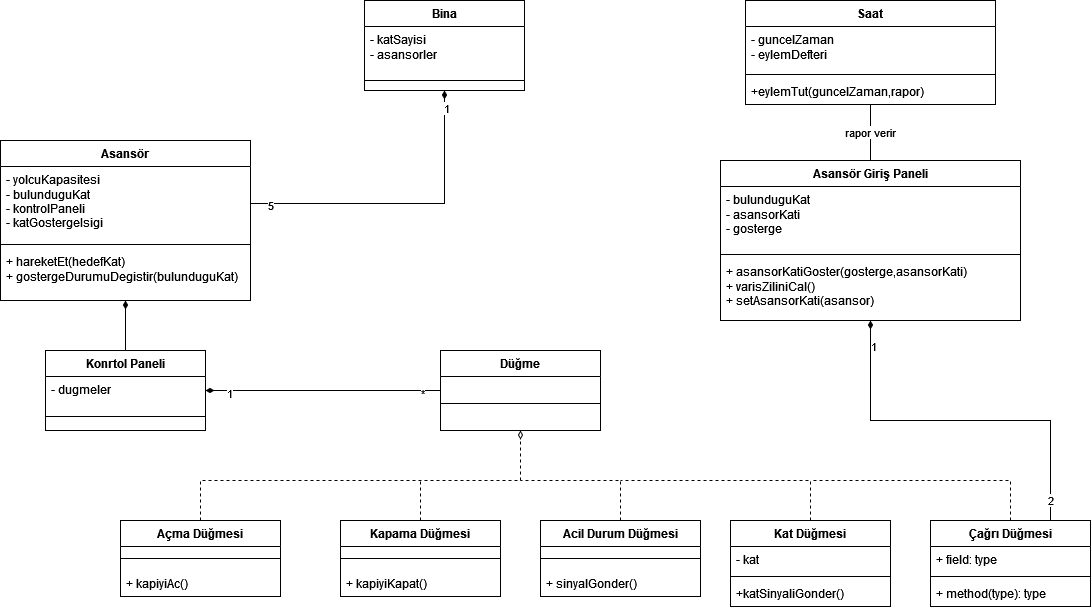 Bina
- katSayisi
- asansorler
1
Saat
- guncelZaman
- eylemDefteri
+eylemTut(guncelZaman,rapor)
rapor verir
Asansör
- yolcuKapasitesi
- bulunduguKat
- kontrolPaneli
- katGostergeIsigi
+ hareketEt(hedefKat)
+ gostergeDurumuDegistir(bulunduguKat)
5
Asansör Giriş Paneli
- bulunduguKat
- asansorKati
- gosterge
+ asansorKatiGoster(gosterge,asansorKati)
+ varisZiliniCal()
+ setAsansorKati(asansor)
1
2
Konrtol Paneli
- dugmeler
1
*
Düğme
Açma Düğmesi
+ kapiyiAc()
Kapama Düğmesi
+ kapiyiKapat()
Acil Durum Düğmesi
+ sinyalGonder()
Kat Düğmesi
- kat
+katSinyaliGonder()
Çağrı Düğmesi
+ field: type
+ method(type): type